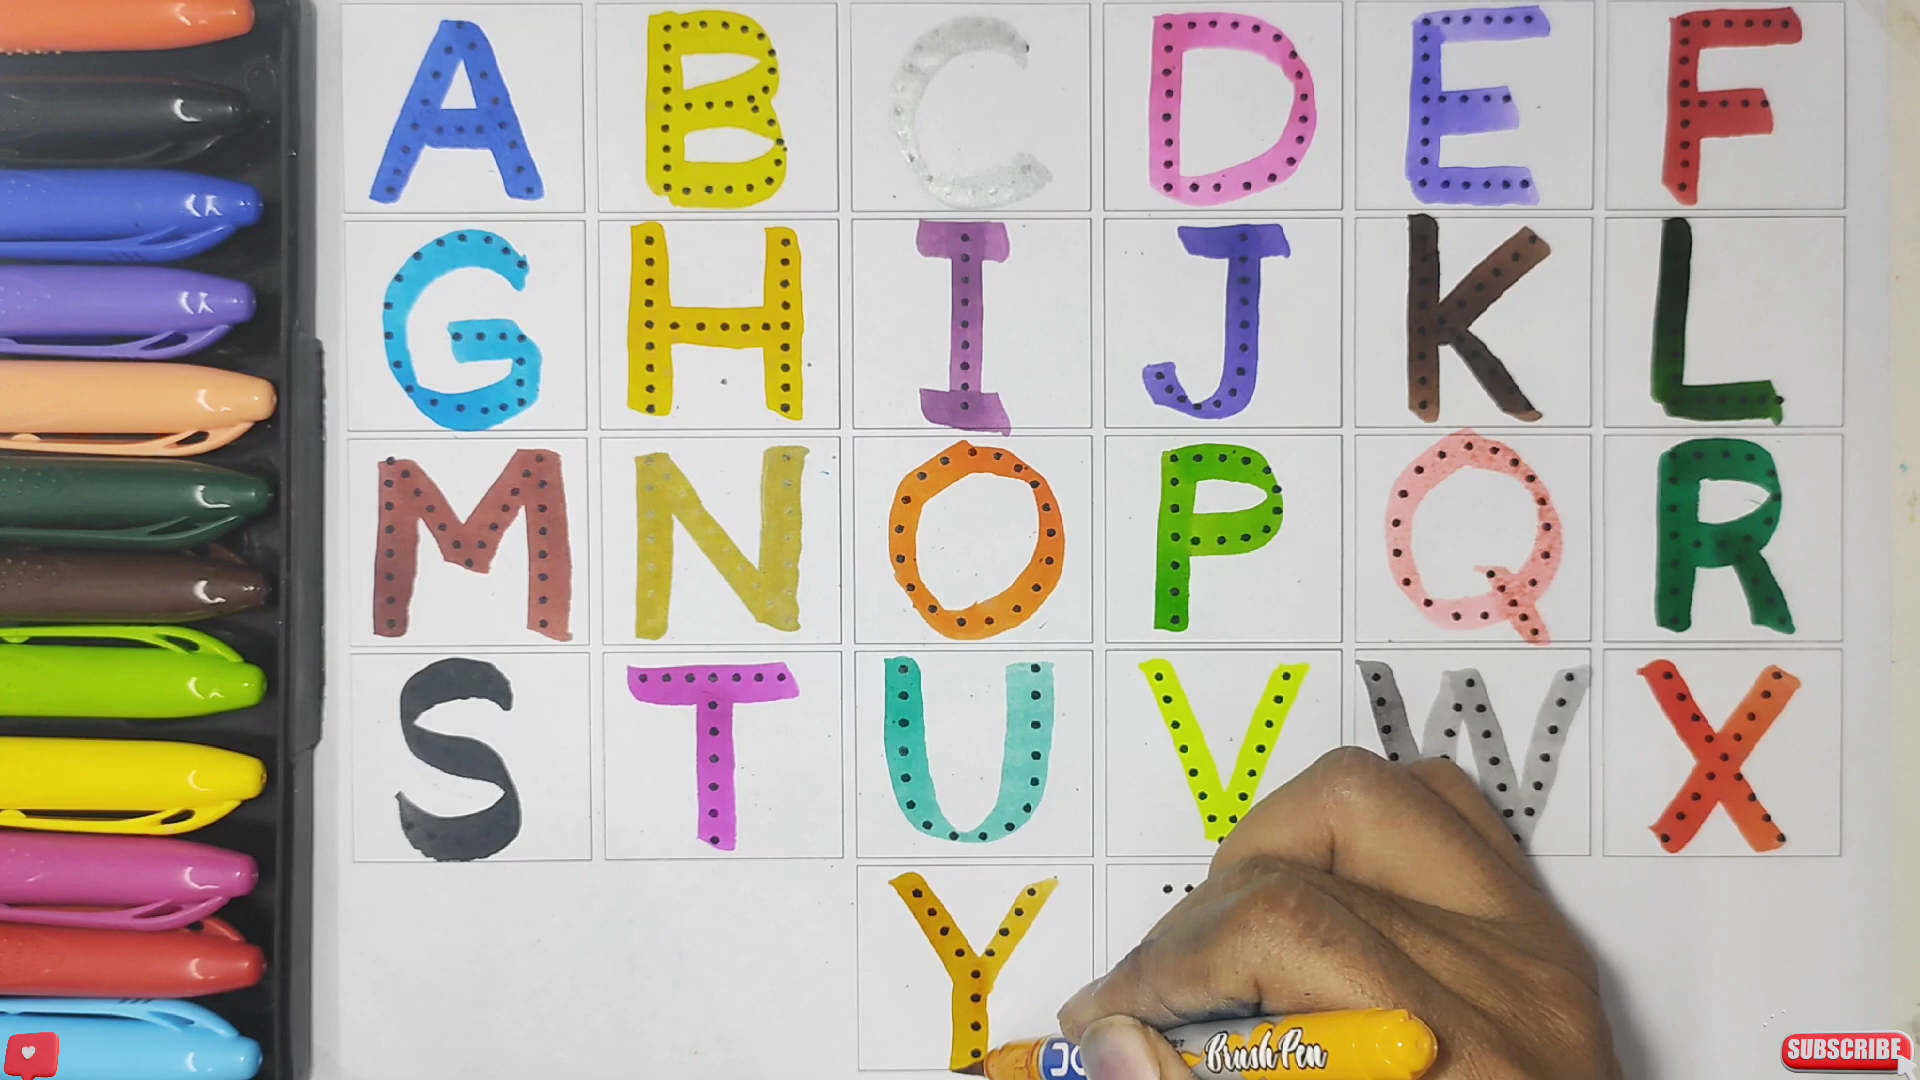 A B C D E F
G H I J K L
M N O P Q R
S T U V W X
Y
Brush Pen
SUBSCRIBE